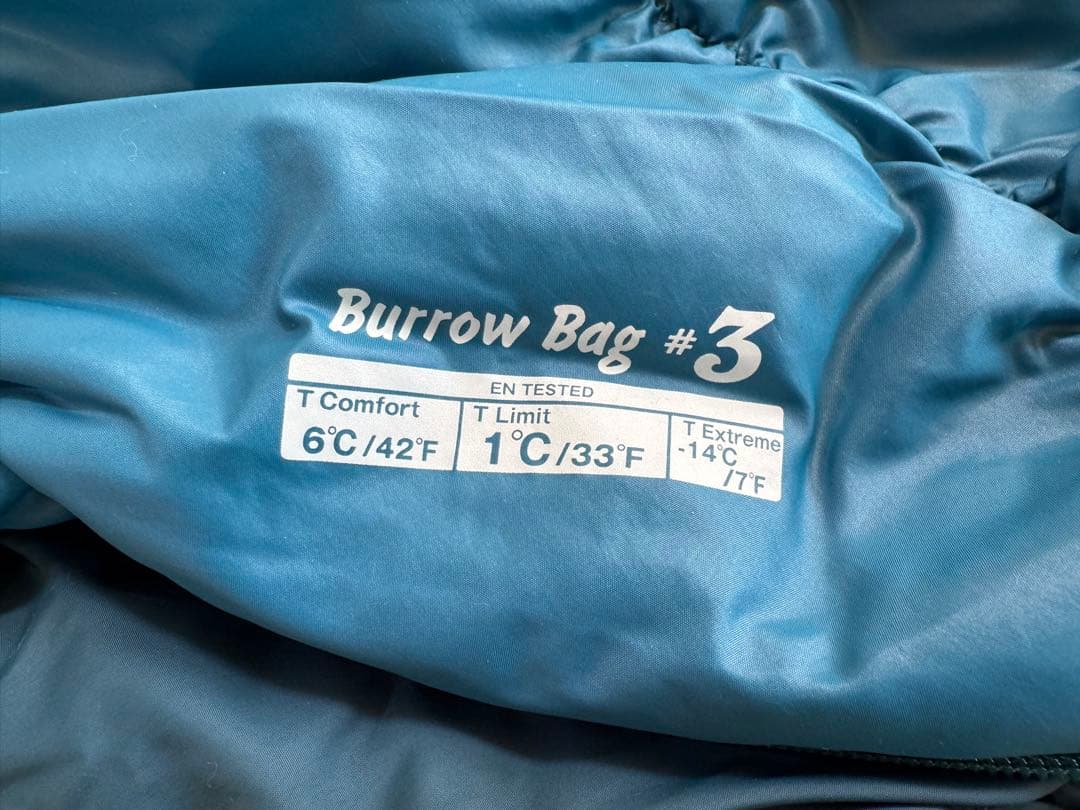 Burrow Bag #3
EN TESTED
T Comfort
6℃/42°F
T Limit
1℃/33°F
T Extreme
-14℃
/7°F